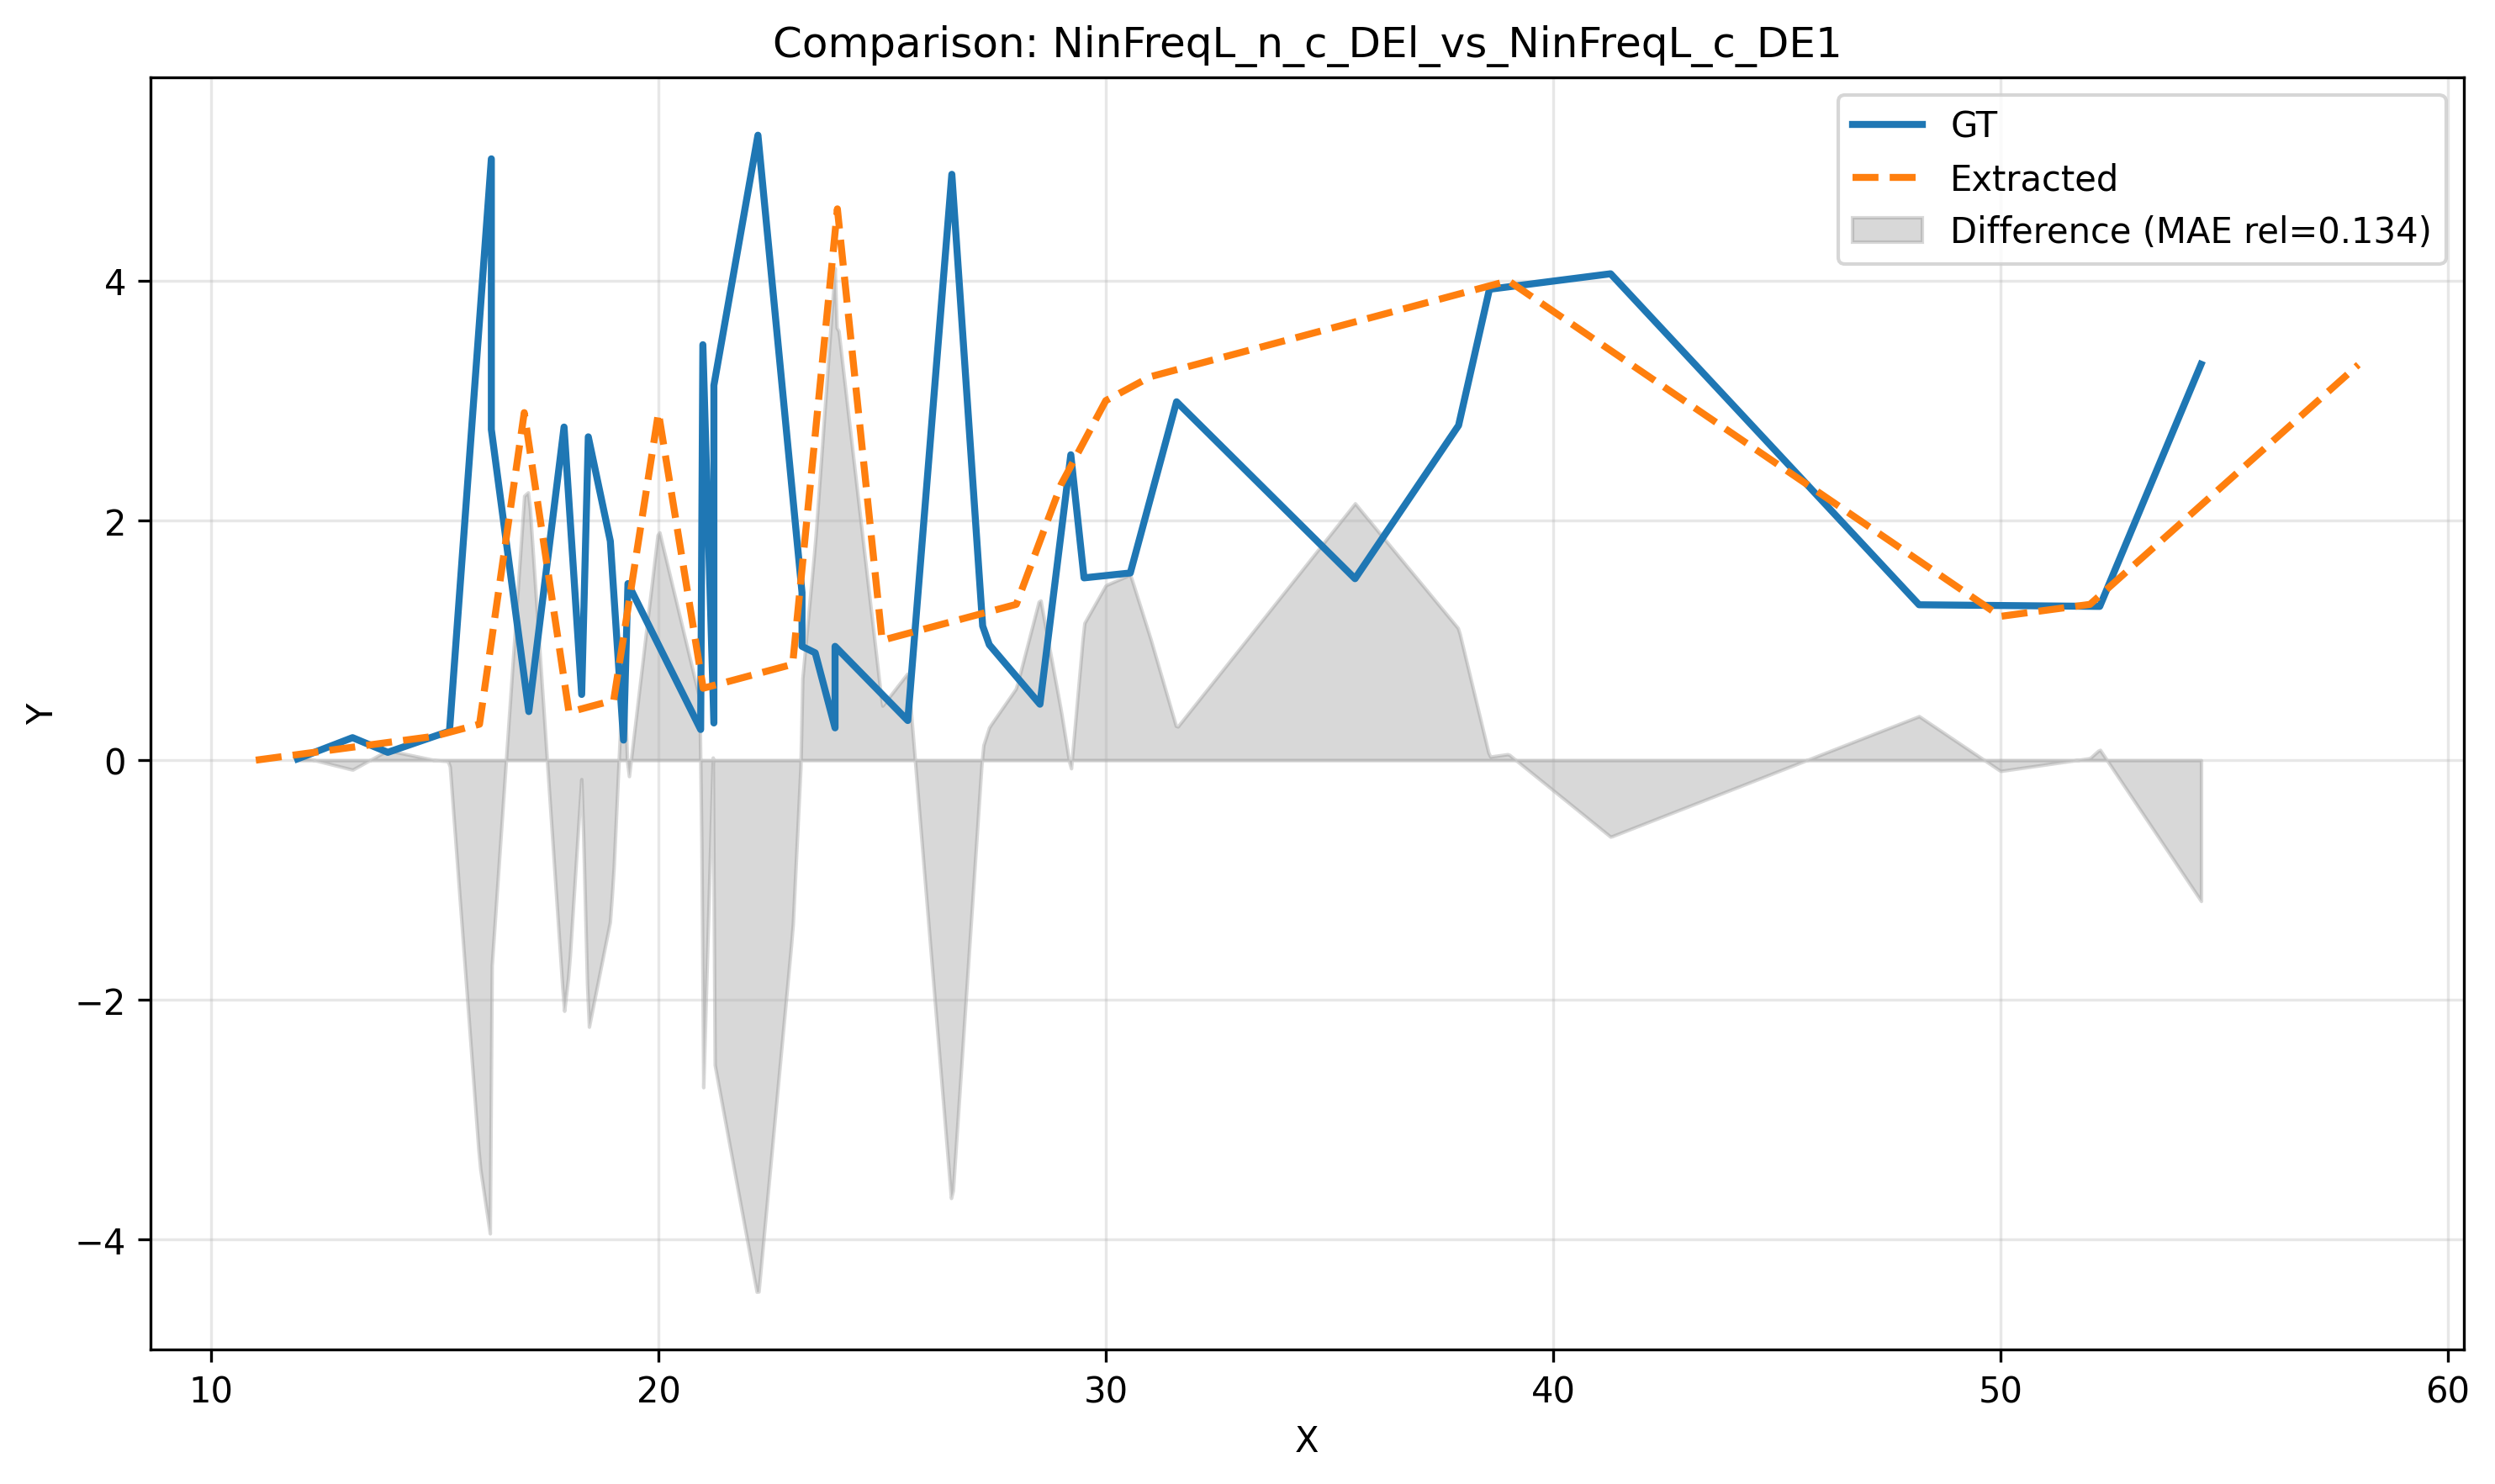 Comparison: NinFreqL_n_c_DEl_vs_NinFreqL_c_DE1
GT
Extracted
Difference (MAE rel=0.134)
Y
4
2
0
−2
−4
10 20 30 40 50 60
X